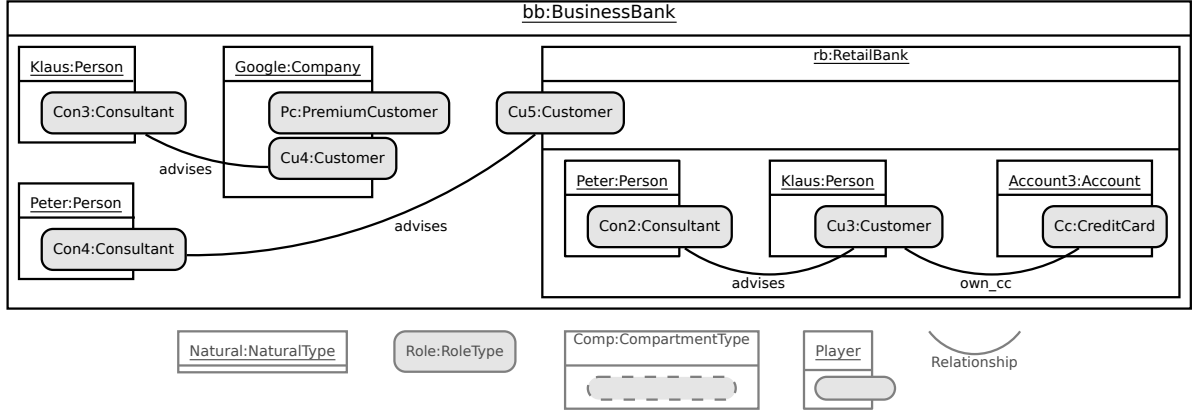 bb:BusinessBank
Klaus:Person
Google:Company
rb:RetailBank
Con3:Consultant
Pc:PremiumCustomer
Cu5:Customer
Cu4:Customer
advises
Peter:Person
Con4:Consultant
advises
Peter:Person
Klaus:Person
Account3:Account
Con2:Consultant
Cu3:Customer
Cc:CreditCard
advises
own_cc
Natural:NaturalType
Role:RoleType
Comp:CompartmentType
Player
Relationship